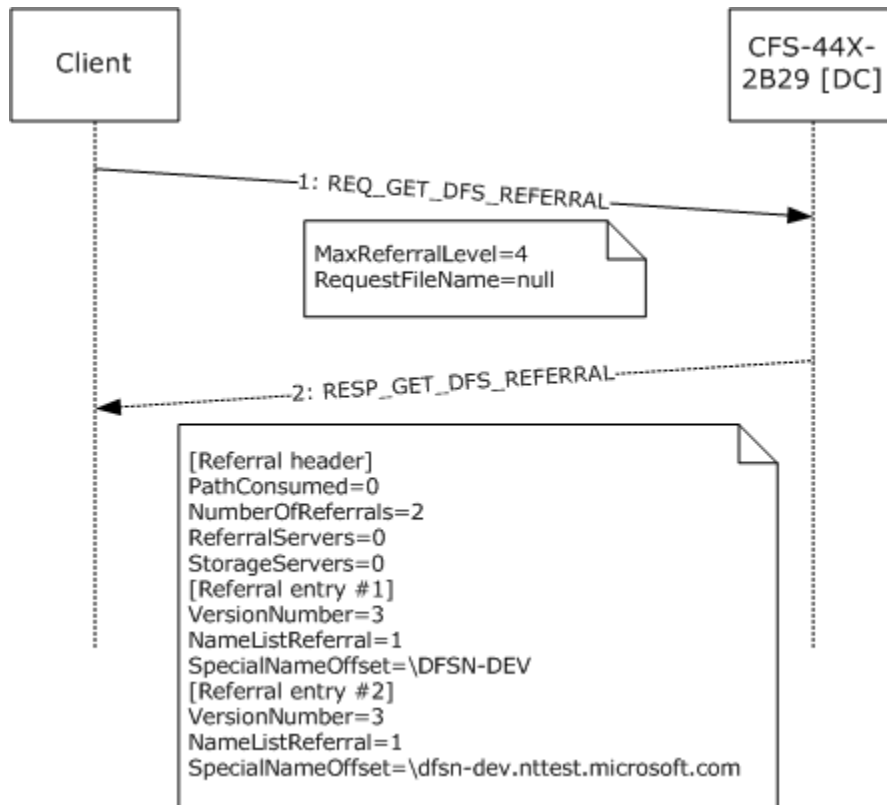 Client
CFS-44X-
2B29 [DC]
1: REQ_GET_DFS_REFERRAL
MaxReferralLevel=4
RequestFileName=null
2: RESP_GET_DFS_REFERRAL
[Referral header]
PathConsumed=0
NumberOfReferrals=2
ReferralServers=0
StorageServers=0
[Referral entry #1]
VersionNumber=3
NameListReferral=1
SpecialNameOffset=\DFSN-DEV
[Referral entry #2]
VersionNumber=3
NameListReferral=1
SpecialNameOffset=\dfsn-dev.nttest.microsoft.com